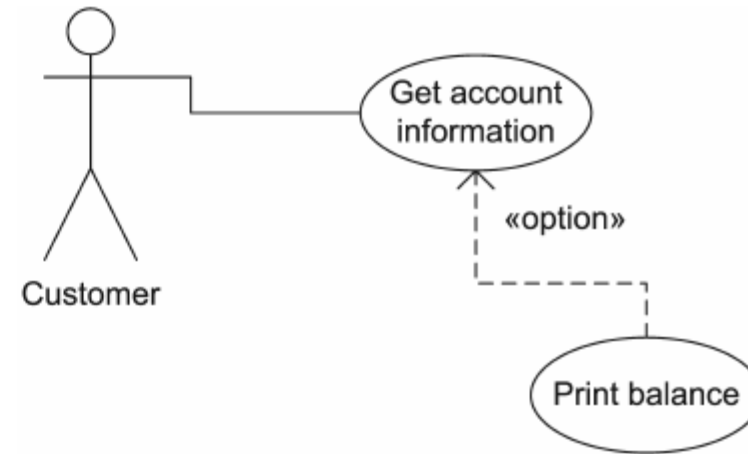 Get account
information
«option»
Customer
Print balance